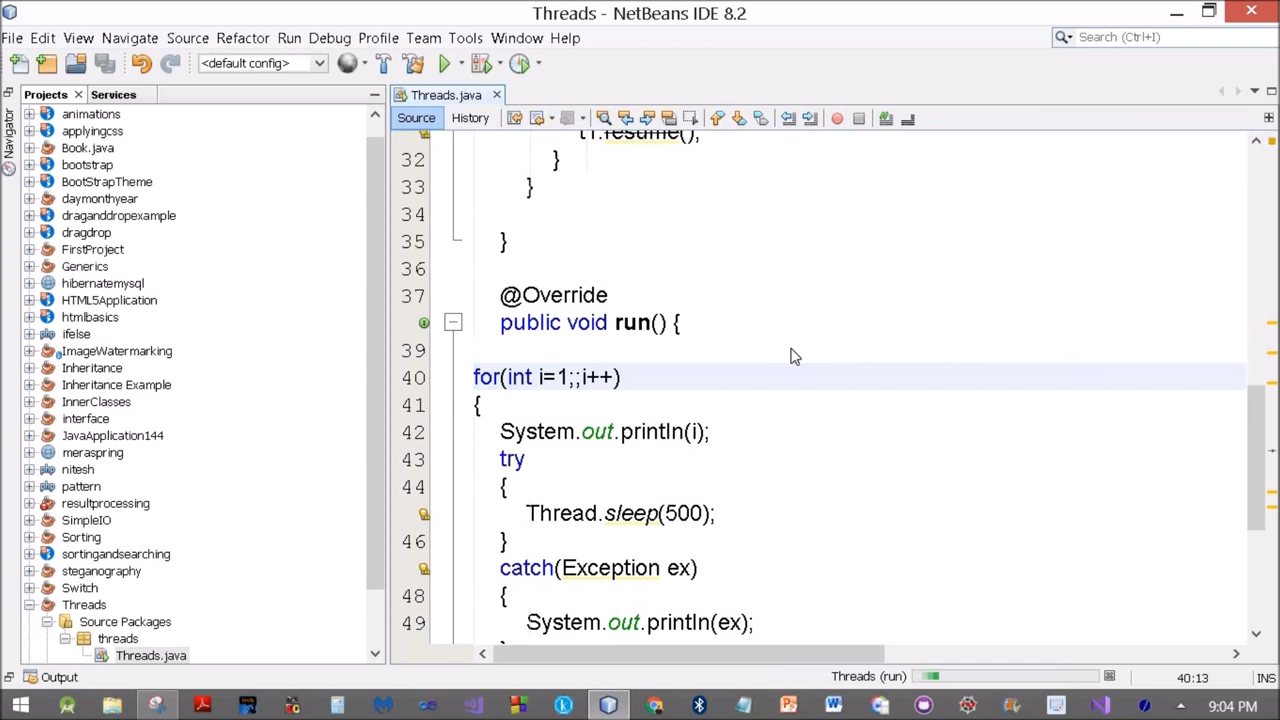 Threads - NetBeans IDE 8.2
File Edit View Navigate Source Refactor Run Debug Profile Team Tools Window Help
Search (Ctrl+I)
<default config>
Projects Services
Navigator
animations
applyingcss
Book.java
bootstrap
BootStrapTheme
daymonthyear
draganddropexample
dragdrop
FirstProject
Generics
hibernatemysql
HTML5Application
htmlbasics
ifelse
ImageWatermarking
Inheritance
Inheritance Example
InnerClasses
interface
JavaApplication144
meraspring
nitesh
pattern
resultprocessing
SimpleIO
Sorting
sortingandsearching
steganography
Switch
Threads
Source Packages
threads
Threads.java
Threads.java
Source History
t1.resume();
32 }
33 }
34
35 }
36
37 @Override
public void run() {
39
40 for(int i=1;;i++)
41 {
42 System.out.println(i);
43 try
44 {
Thread.sleep(500);
46 }
catch(Exception ex)
48 {
49 System.out.println(ex);
Output
Threads (run)
40:13
INS
9:04 PM